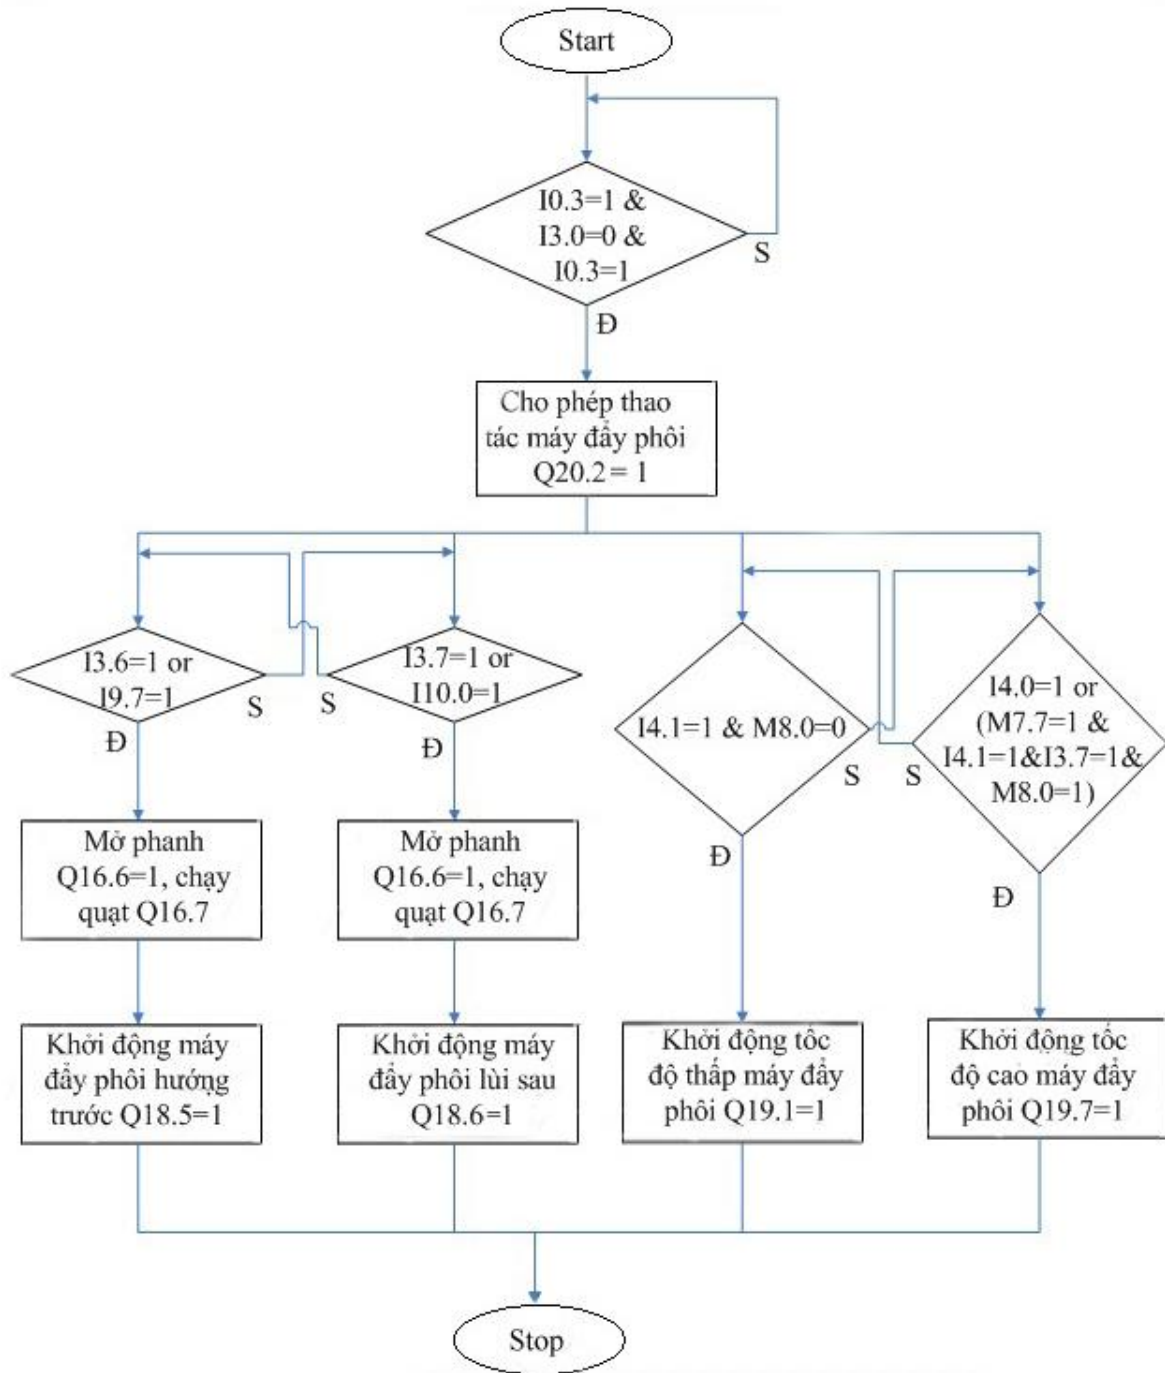 Start
I0.3=1 &
I3.0=0 &
I0.3=1
S
Đ
Cho phép thao
tác máy đẩy phôi
Q20.2 = 1
I3.6=1 or
I9.7=1
S
Đ
I3.7=1 or
I10.0=1
S
Đ
I4.1=1 & M8.0=0
S
Đ
I4.0=1 or
(M7.7=1 &
I4.1=1&I3.7=1&
M8.0=1)
S
Đ
Mở phanh
Q16.6=1, chạy
quạt Q16.7
Mở phanh
Q16.6=1, chạy
quạt Q16.7
Khởi động máy
đẩy phôi hướng
trước Q18.5=1
Khởi động máy
đẩy phôi lùi sau
Q18.6=1
Khởi động tốc
độ thấp máy đẩy
phôi Q19.1=1
Khởi động tốc
độ cao máy đẩy
phôi Q19.7=1
Stop